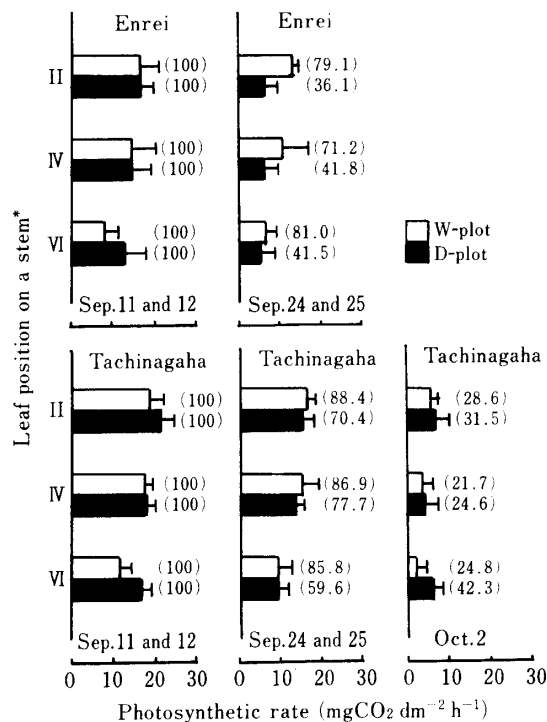 Enrei
Enrei
II
(100)
(100)
(79.1)
(36.1)
IV
(100)
(100)
(71.2)
(41.8)
VI
(100)
(100)
(81.0)
(41.5)
W-plot
D-plot
Sep.11 and 12
Sep.24 and 25
Leaf position on a stem*
Tachinagaha
Tachinagaha
Tachinagaha
II
(100)
(100)
(88.4)
(70.4)
(28.6)
(31.5)
IV
(100)
(100)
(86.9)
(77.7)
(21.7)
(24.6)
VI
(100)
(100)
(85.8)
(59.6)
(24.8)
(42.3)
Sep.11 and 12
Sep.24 and 25
Oct.2
0 10 20 30
0 10 20 30
0 10 20 30
Photosynthetic rate (mgCO₂ dm⁻² h⁻¹)